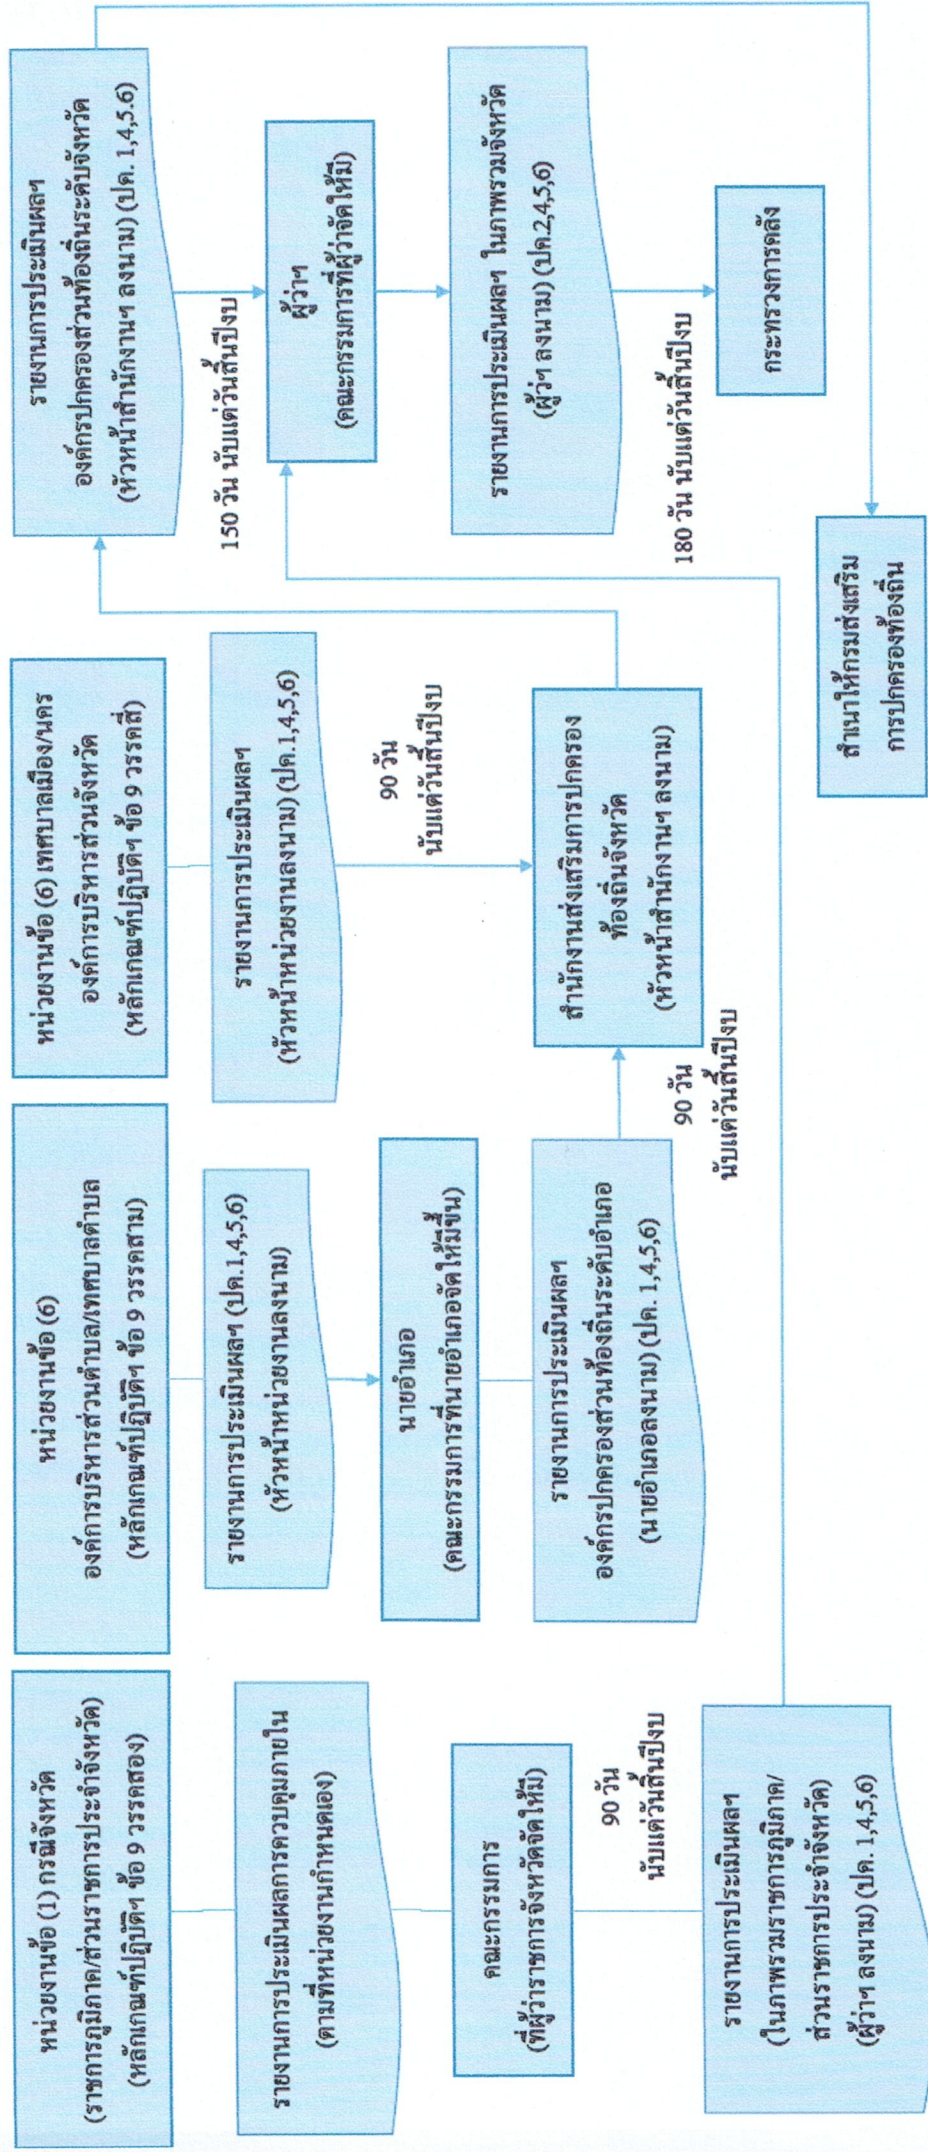 หน่วยงานข้อ (1) กรณีจังหวัด
(ราชการภูมิภาค/ส่วนราชการประจำจังหวัด)
(หลักเกณฑ์ปฏิบัติฯ ข้อ 9 วรรคสอง)
รายงานการประเมินผลการควบคุมภายใน
(ตามที่หน่วยงานกำหนดเอง)
คณะกรรมการ
(ที่ผู้ว่าราชการจังหวัดจัดให้มี)
90 วัน
นับแต่วันสิ้นปีงบ
รายงานการประเมินผลฯ
(ในภาพรวมราชการภูมิภาค/
ส่วนราชการประจำจังหวัด)
(ผู้ว่าฯ ลงนาม) (ปค. 1,4,5,6)
หน่วยงานข้อ (6)
องค์การบริหารส่วนตำบล/เทศบาลตำบล
(หลักเกณฑ์ปฏิบัติฯ ข้อ 9 วรรคสาม)
รายงานการประเมินผลฯ (ปค.1,4,5,6)
(หัวหน้าหน่วยงานลงนาม)
นายอำเภอ
(คณะกรรมการที่นายอำเภอจัดให้มีขึ้น)
รายงานการประเมินผลฯ
องค์กรปกครองส่วนท้องถิ่นระดับอำเภอ
(นายอำเภอลงนาม) (ปค. 1,4,5,6)
90 วัน
นับแต่วันสิ้นปีงบ
หน่วยงานข้อ (6) เทศบาลเมือง/นคร
องค์การบริหารส่วนจังหวัด
(หลักเกณฑ์ปฏิบัติฯ ข้อ 9 วรรคสี่)
รายงานการประเมินผลฯ
(หัวหน้าหน่วยงานลงนาม) (ปค.1,4,5,6)
90 วัน
นับแต่วันสิ้นปีงบ
สำนักงานส่งเสริมการปกครอง
ท้องถิ่นจังหวัด
(หัวหน้าสำนักงานฯ ลงนาม)
รายงานการประเมินผลฯ
องค์กรปกครองส่วนท้องถิ่นระดับจังหวัด
(หัวหน้าสำนักงานฯ ลงนาม) (ปค. 1,4,5.6)
150 วัน นับแต่วันสิ้นปีงบ
ผู้ว่าฯ
(คณะกรรมการที่ผู้ว่าจัดให้มี)
รายงานการประเมินผลฯ ในภาพรวมจังหวัด
(ผู้ว่าฯ ลงนาม) (ปค.2,4,5,6)
180 วัน นับแต่วันสิ้นปีงบ
กระทรวงการคลัง
สำเนาให้กรมส่งเสริม
การปกครองท้องถิ่น